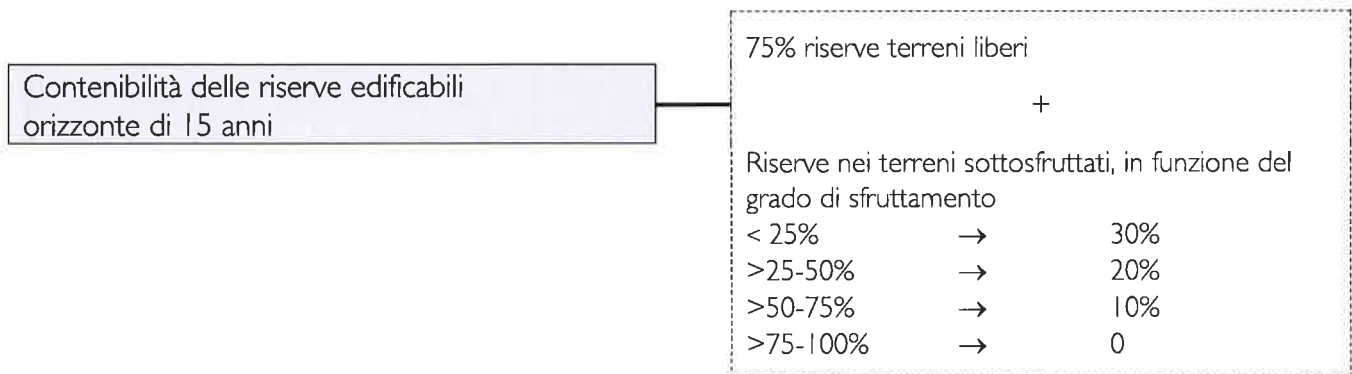 Contenibilità delle riserve edificabili
orizzonte di 15 anni
75% riserve terreni liberi
+
Riserve nei terreni sottosfruttati, in funzione del
grado di sfruttamento
< 25% → 30%
>25-50% → 20%
>50-75% → 10%
>75-100% → 0